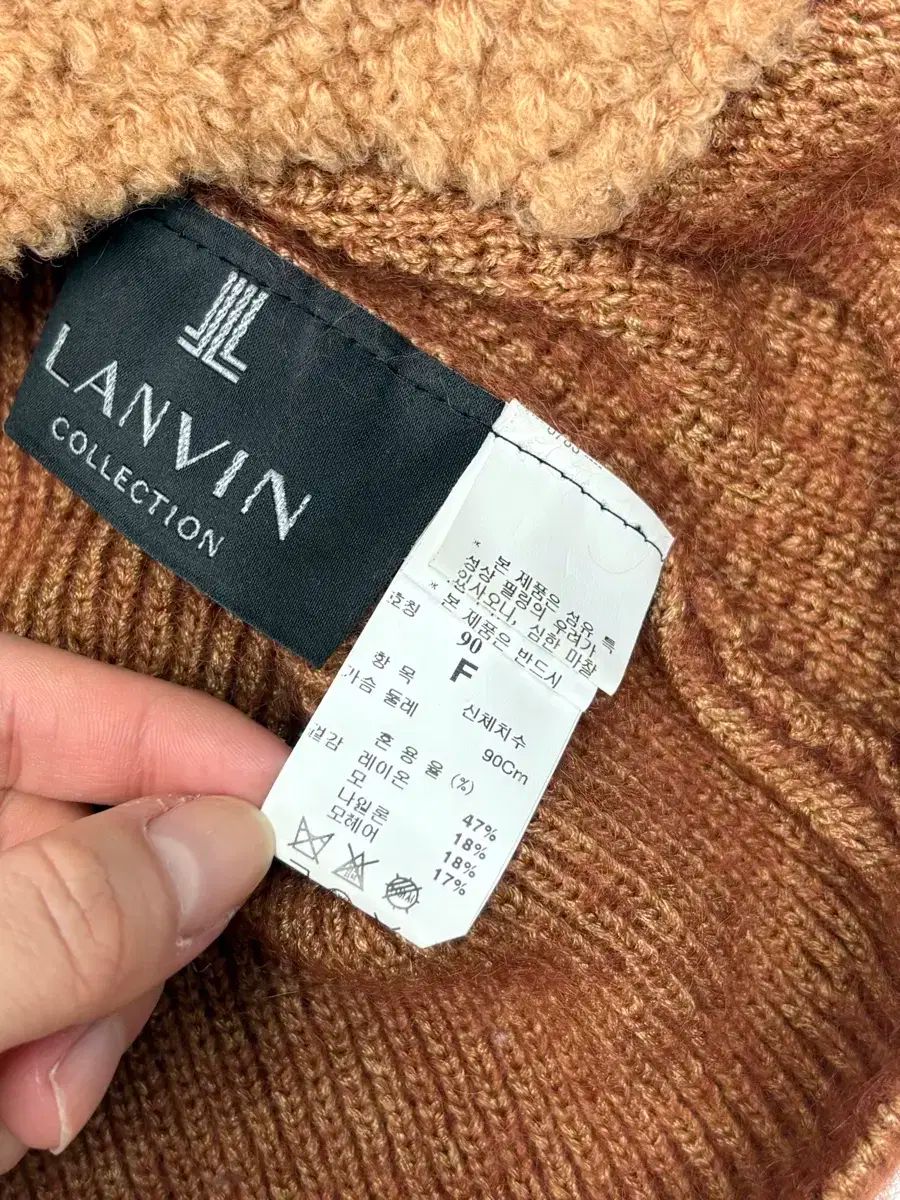 LANVIN
COLLECTION
* 본 제품은 섬유 특
성상 필링의 우려가
있사오니, 심한 마찰
* 본 제품은 반드시
호칭 90
F
항 목 신체치수
가슴 둘레 90Cm
겉감 혼 용 율 (%)
레이온 47%
모 18%
나일론 18%
모헤어 17%